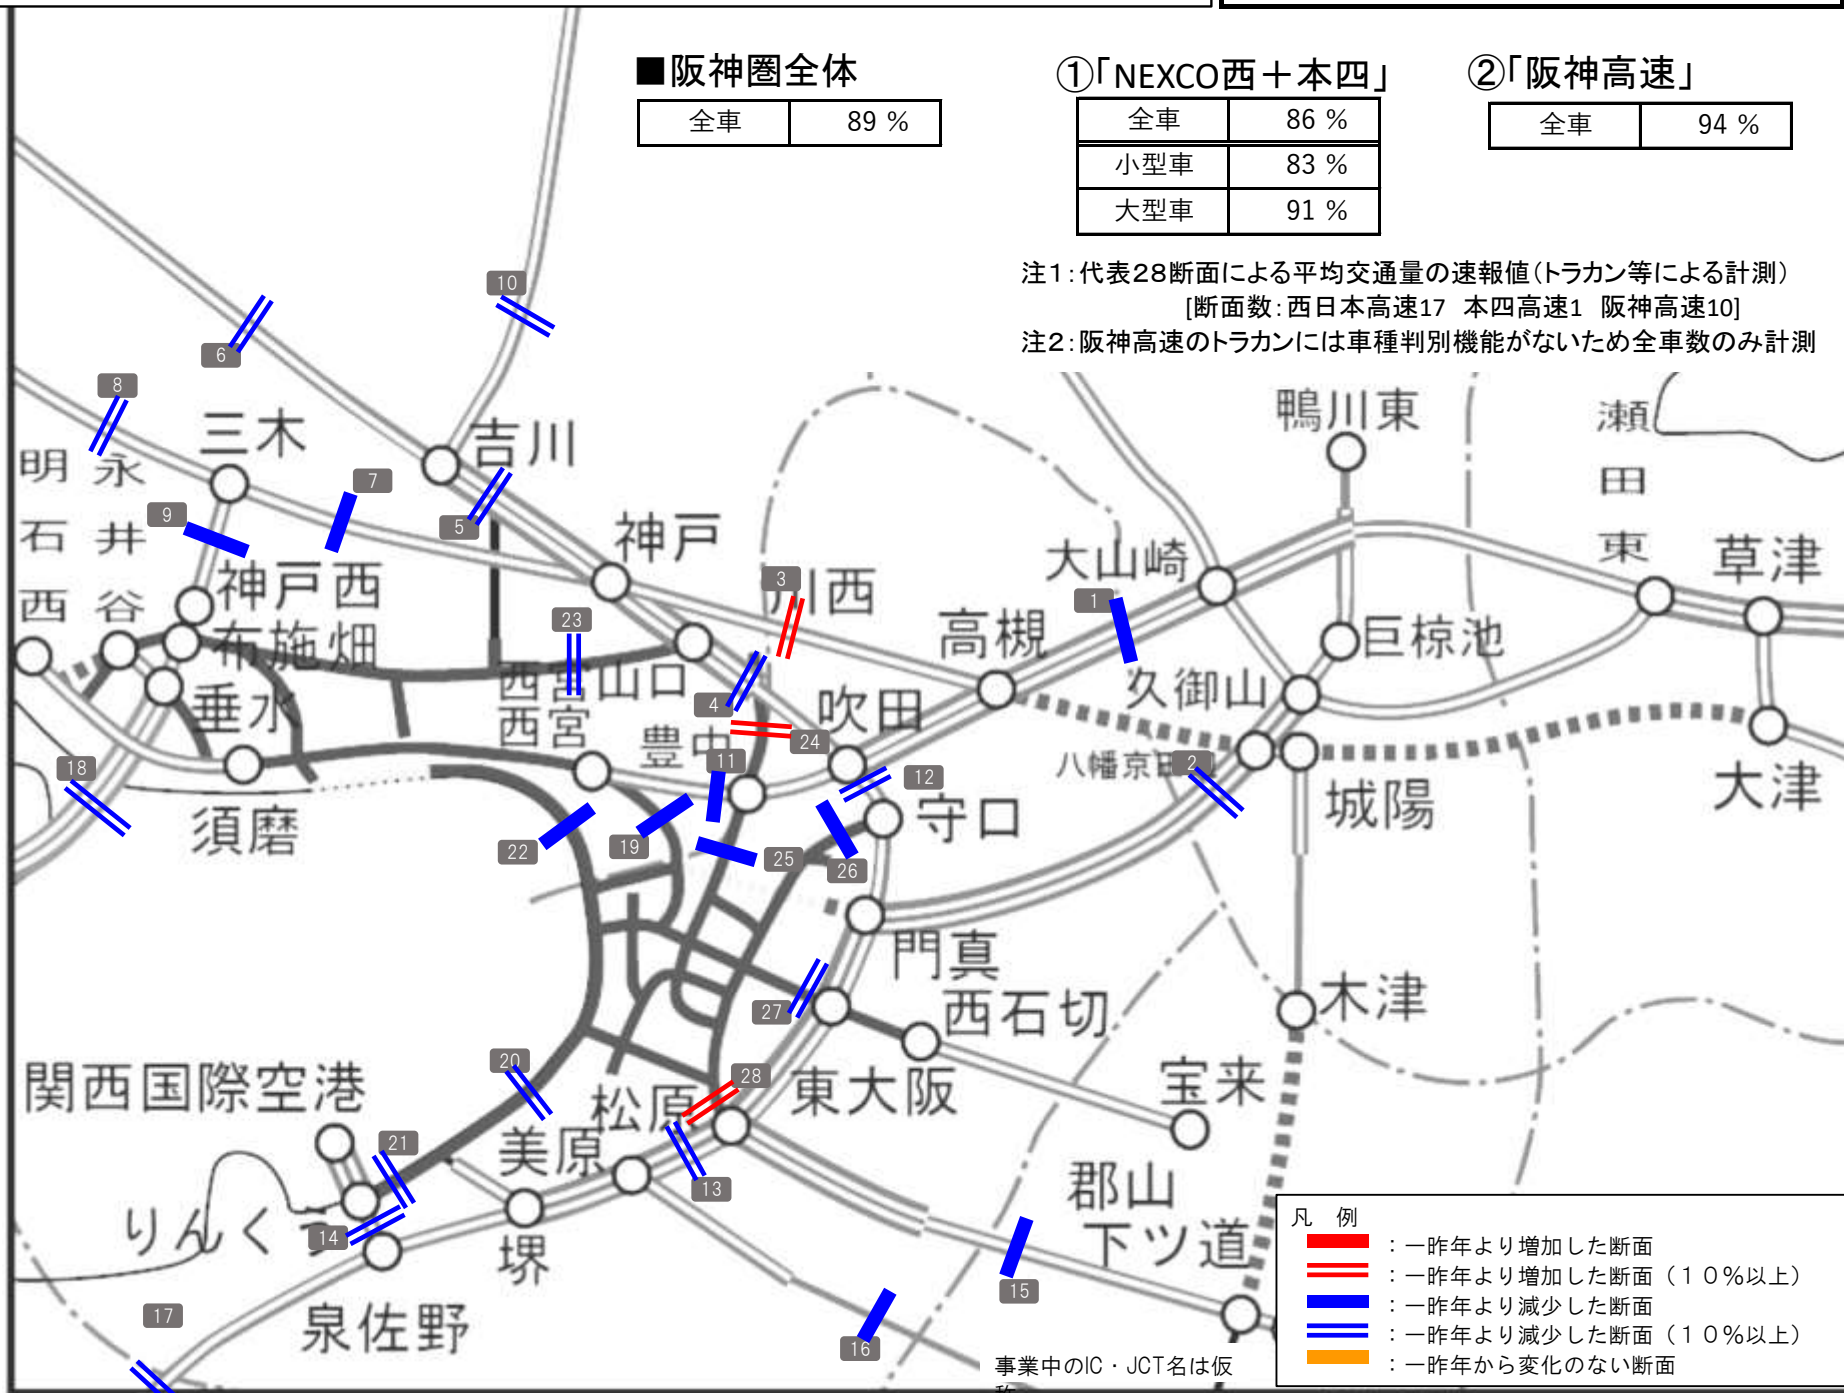 ■阪神圏全体
全車 89 %
①「NEXCO西＋本四」
全車 86 %
小型車 83 %
大型車 91 %
②「阪神高速」
全車 94 %
注1：代表28断面による平均交通量の速報値（トラカン等による計測）
[断面数：西日本高速17 本四高速1 阪神高速10]
注2：阪神高速のトラカンには車種判別機能がないため全車数のみ計測
10
6
8
三木
吉川
鴨川東
瀬田東
明石西
永井谷
7
9
5
神戸
大山崎
草津
神戸西
3
川西
1
高槻
布施畑
23
西宮山口
巨椋池
久御山
垂水
4
吹田
西宮
豊中
24
11
12
八幡京田
2
18
大津
城陽
須磨
守口
22
19
25
26
門真
木津
27
西石切
20
関西国際空港
28
松原
東大阪
宝来
21
美原
13
郡山
下ツ道
りんくう
14
堺
15
17
泉佐野
16
事業中のIC・JCT名は仮
称
凡 例
：一昨年より増加した断面
：一昨年より増加した断面（１０％以上）
：一昨年より減少した断面
：一昨年より減少した断面（１０％以上）
：一昨年から変化のない断面